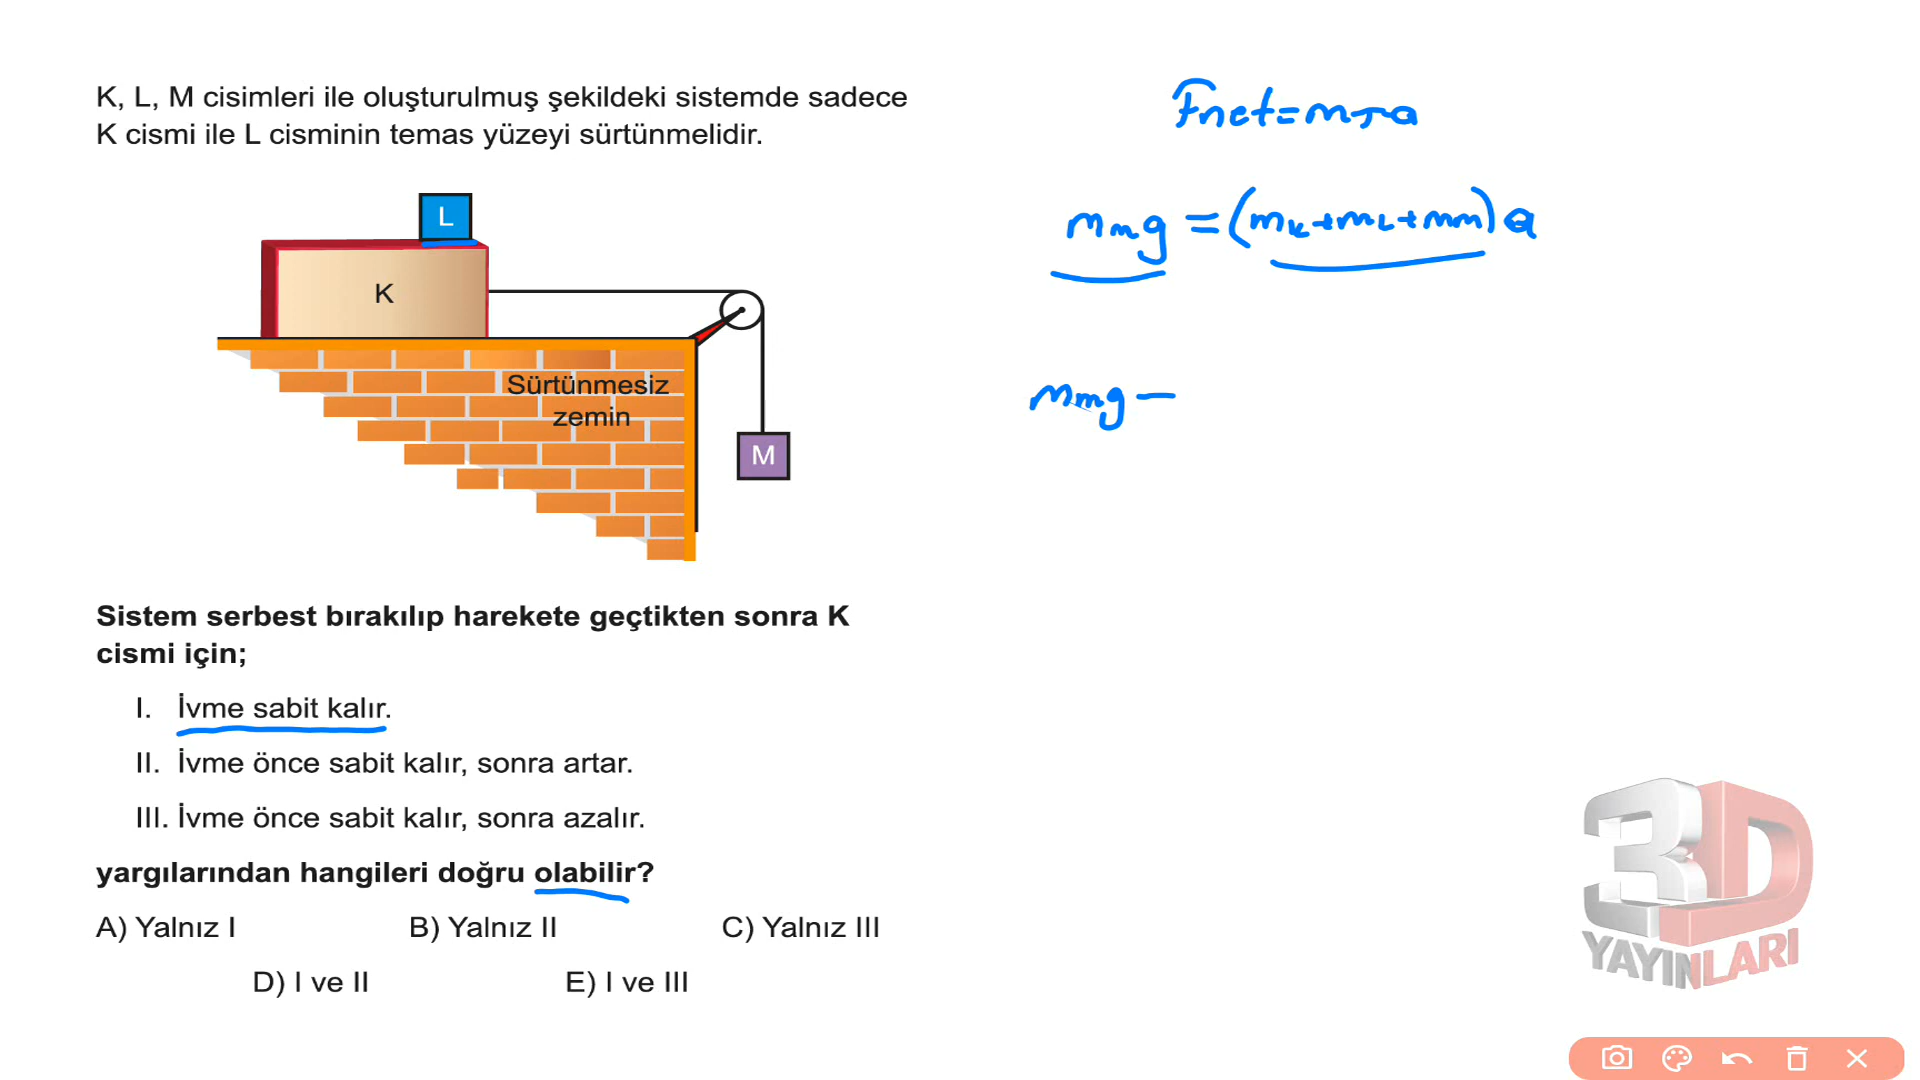 K, L, M cisimleri ile oluşturulmuş şekildeki sistemde sadece
K cismi ile L cisminin temas yüzeyi sürtünmelidir.
L
K
Sürtünmesiz
zemin
M
Sistem serbest bırakılıp harekete geçtikten sonra K
cismi için;
I. İvme sabit kalır.
II. İvme önce sabit kalır, sonra artar.
III. İvme önce sabit kalır, sonra azalır.
yargılarından hangileri doğru olabilir?
A) Yalnız I B) Yalnız II C) Yalnız III
D) I ve II E) I ve III
Fnet=mTa
mmg = (mK+mL+mm)a
mmg -
3D
YAYINLARI